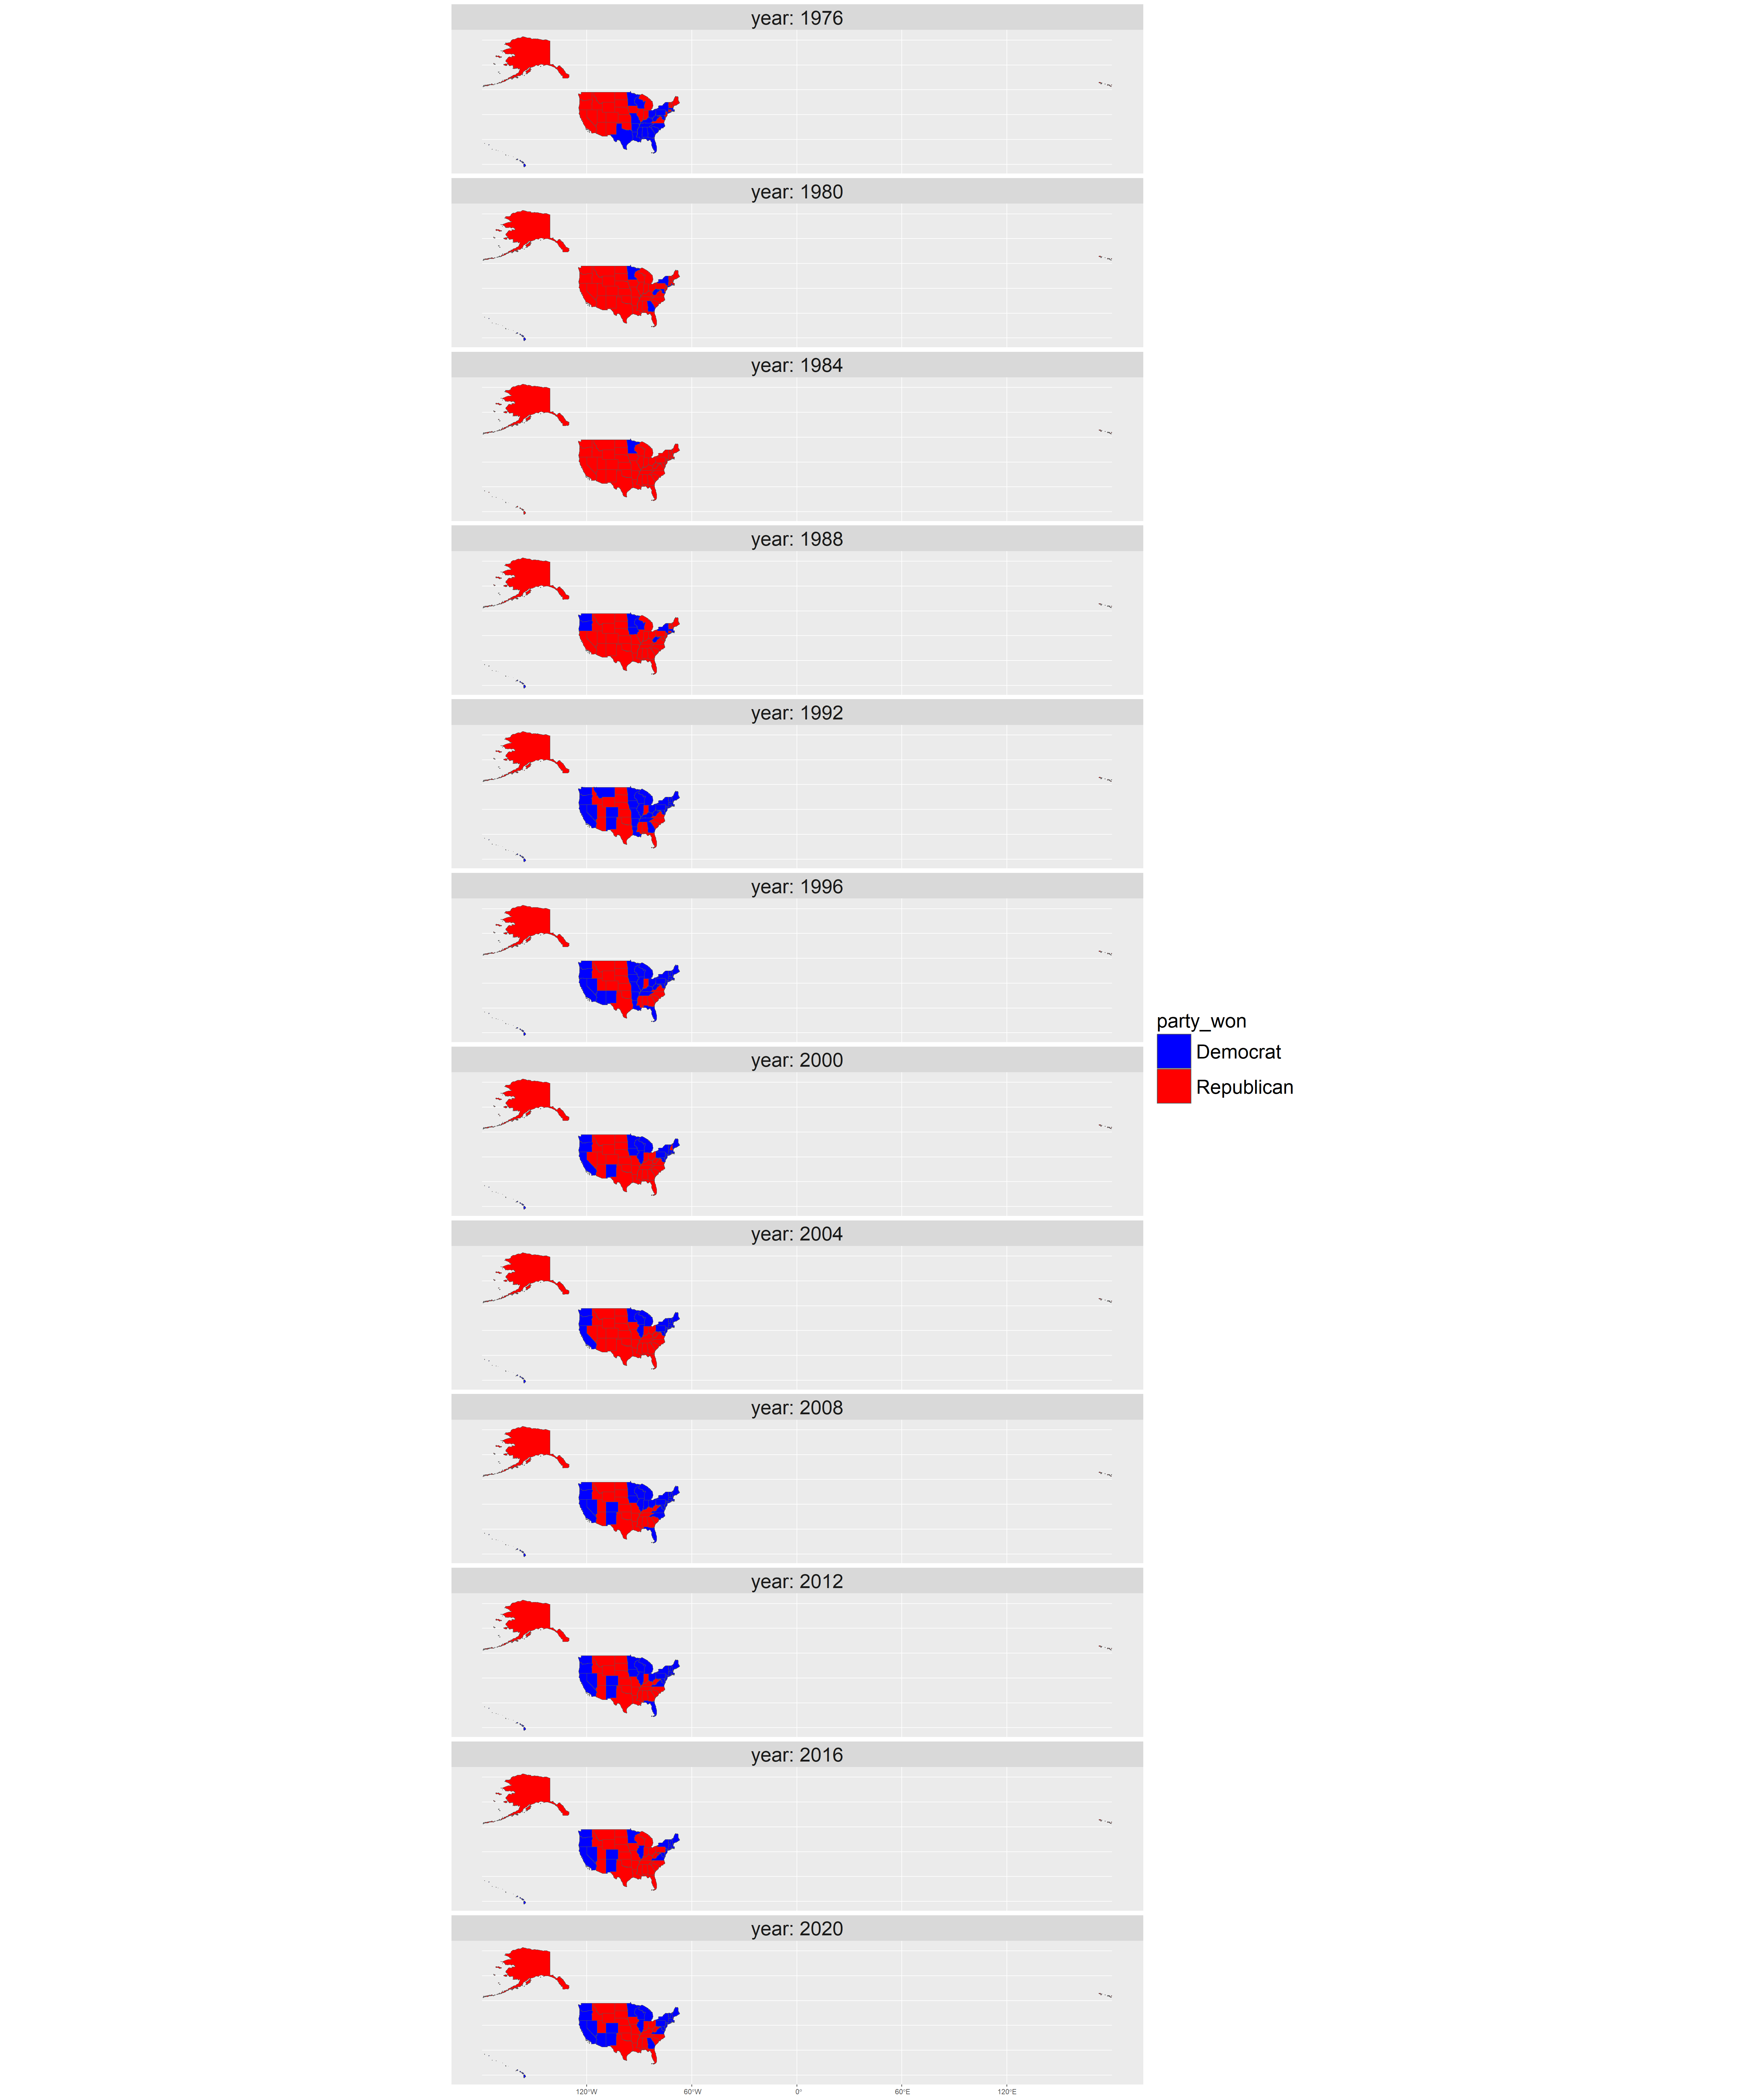 year: 1976
year: 1980
year: 1984
year: 1988
year: 1992
year: 1996
year: 2000
year: 2004
year: 2008
year: 2012
year: 2016
year: 2020
120°W 60°W 0° 60°E 120°E
party_won
Democrat
Republican